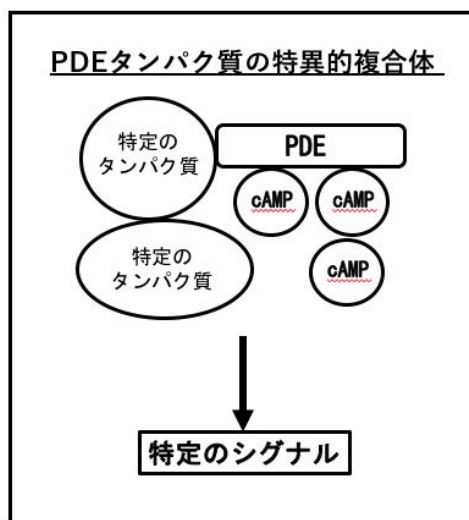 PDEタンパク質の特異的複合体
特定の
タンパク質
PDE
cAMP
cAMP
特定の
タンパク質
cAMP
特定のシグナル